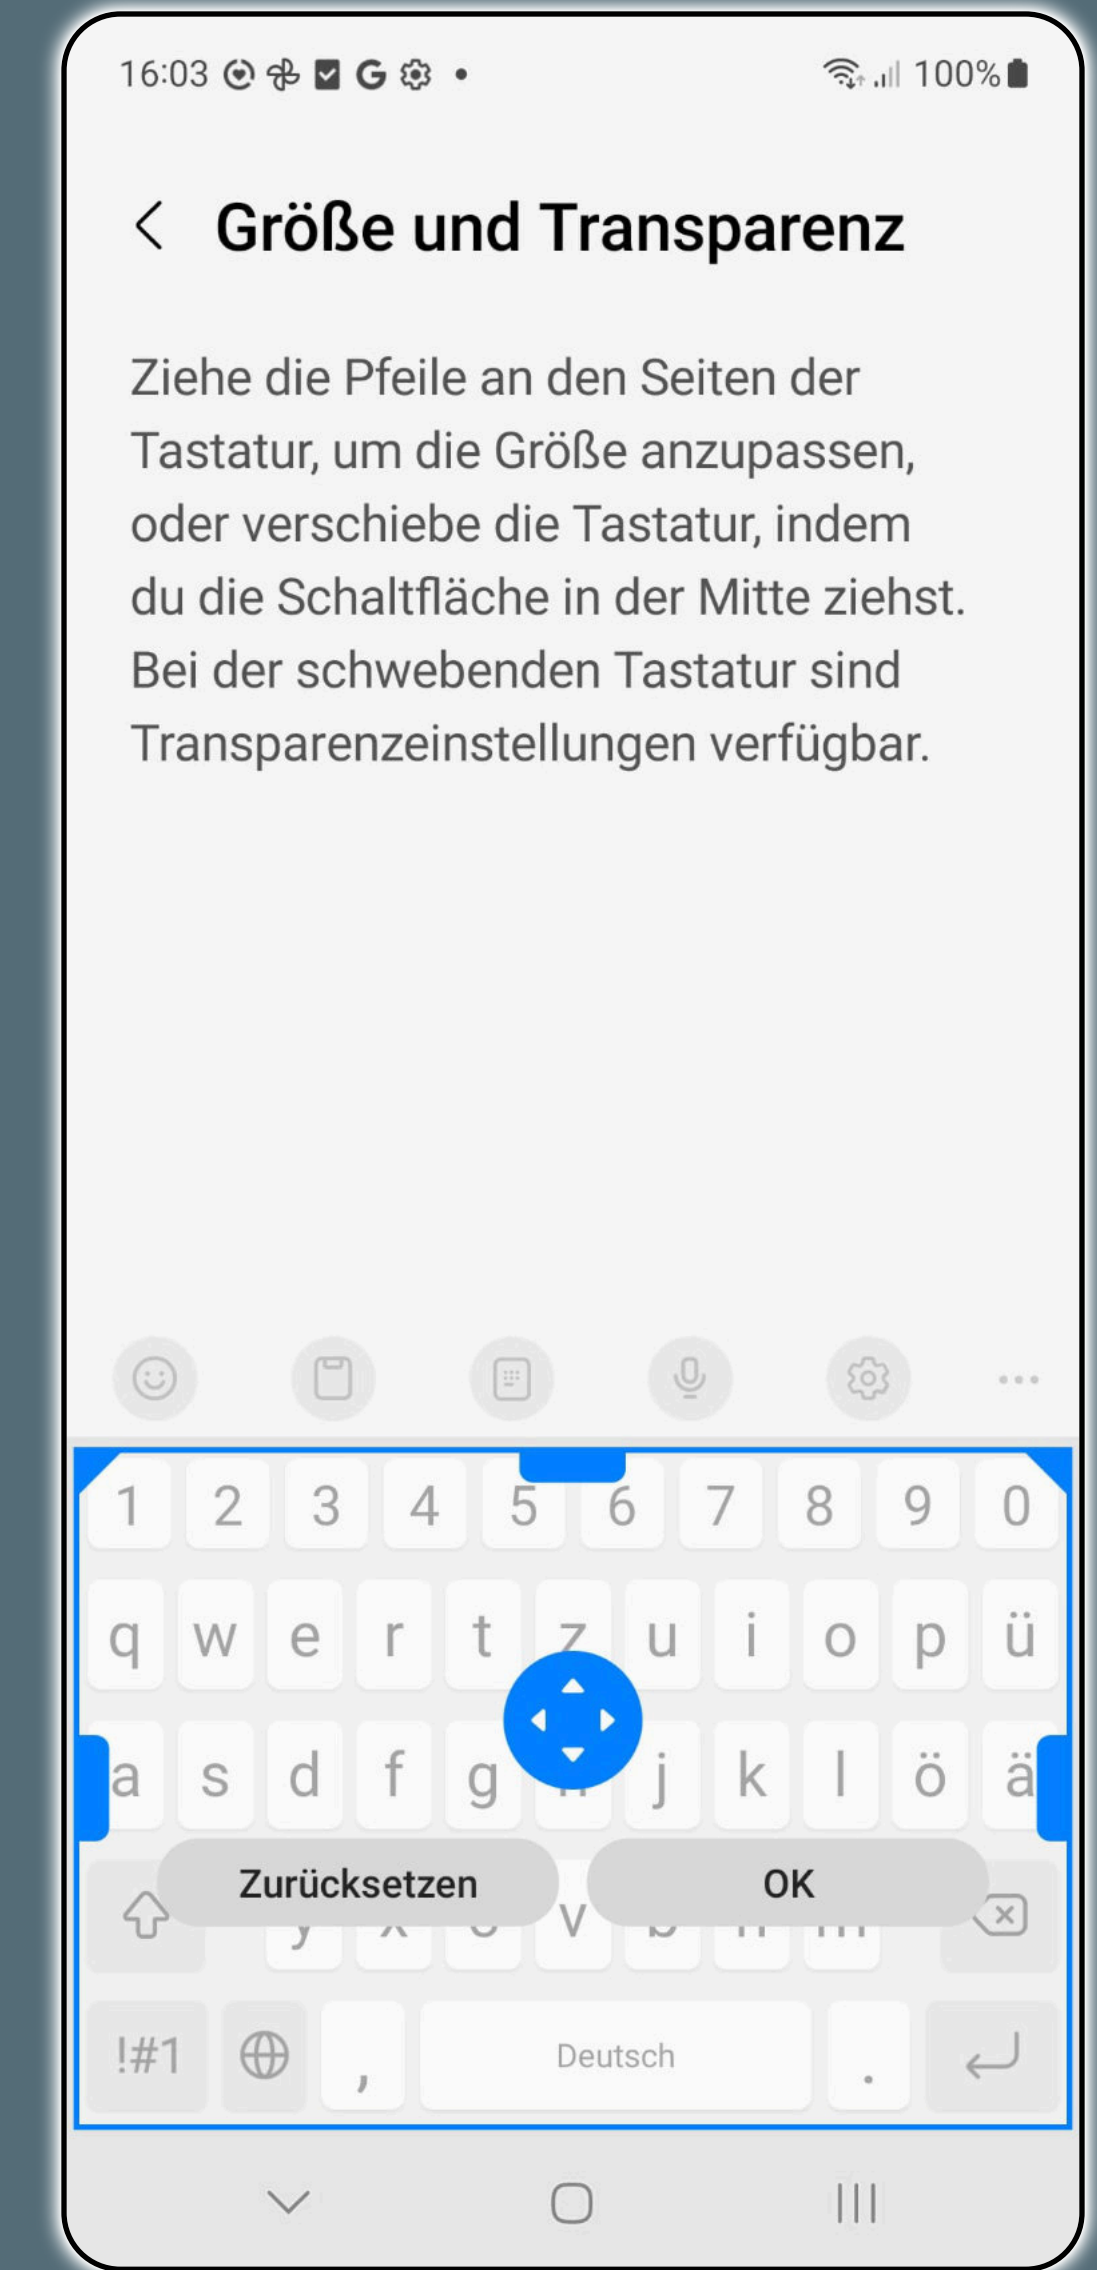 16:03 G 100%
Größe und Transparenz
Ziehe die Pfeile an den Seiten der
Tastatur, um die Größe anzupassen,
oder verschiebe die Tastatur, indem
du die Schaltfläche in der Mitte ziehst.
Bei der schwebenden Tastatur sind
Transparenzeinstellungen verfügbar.
1 2 3 4 5 6 7 8 9 0
q w e r t z u i o p ü
a s d f g j k l ö ä
Zurücksetzen OK
y v
!#1 , Deutsch .